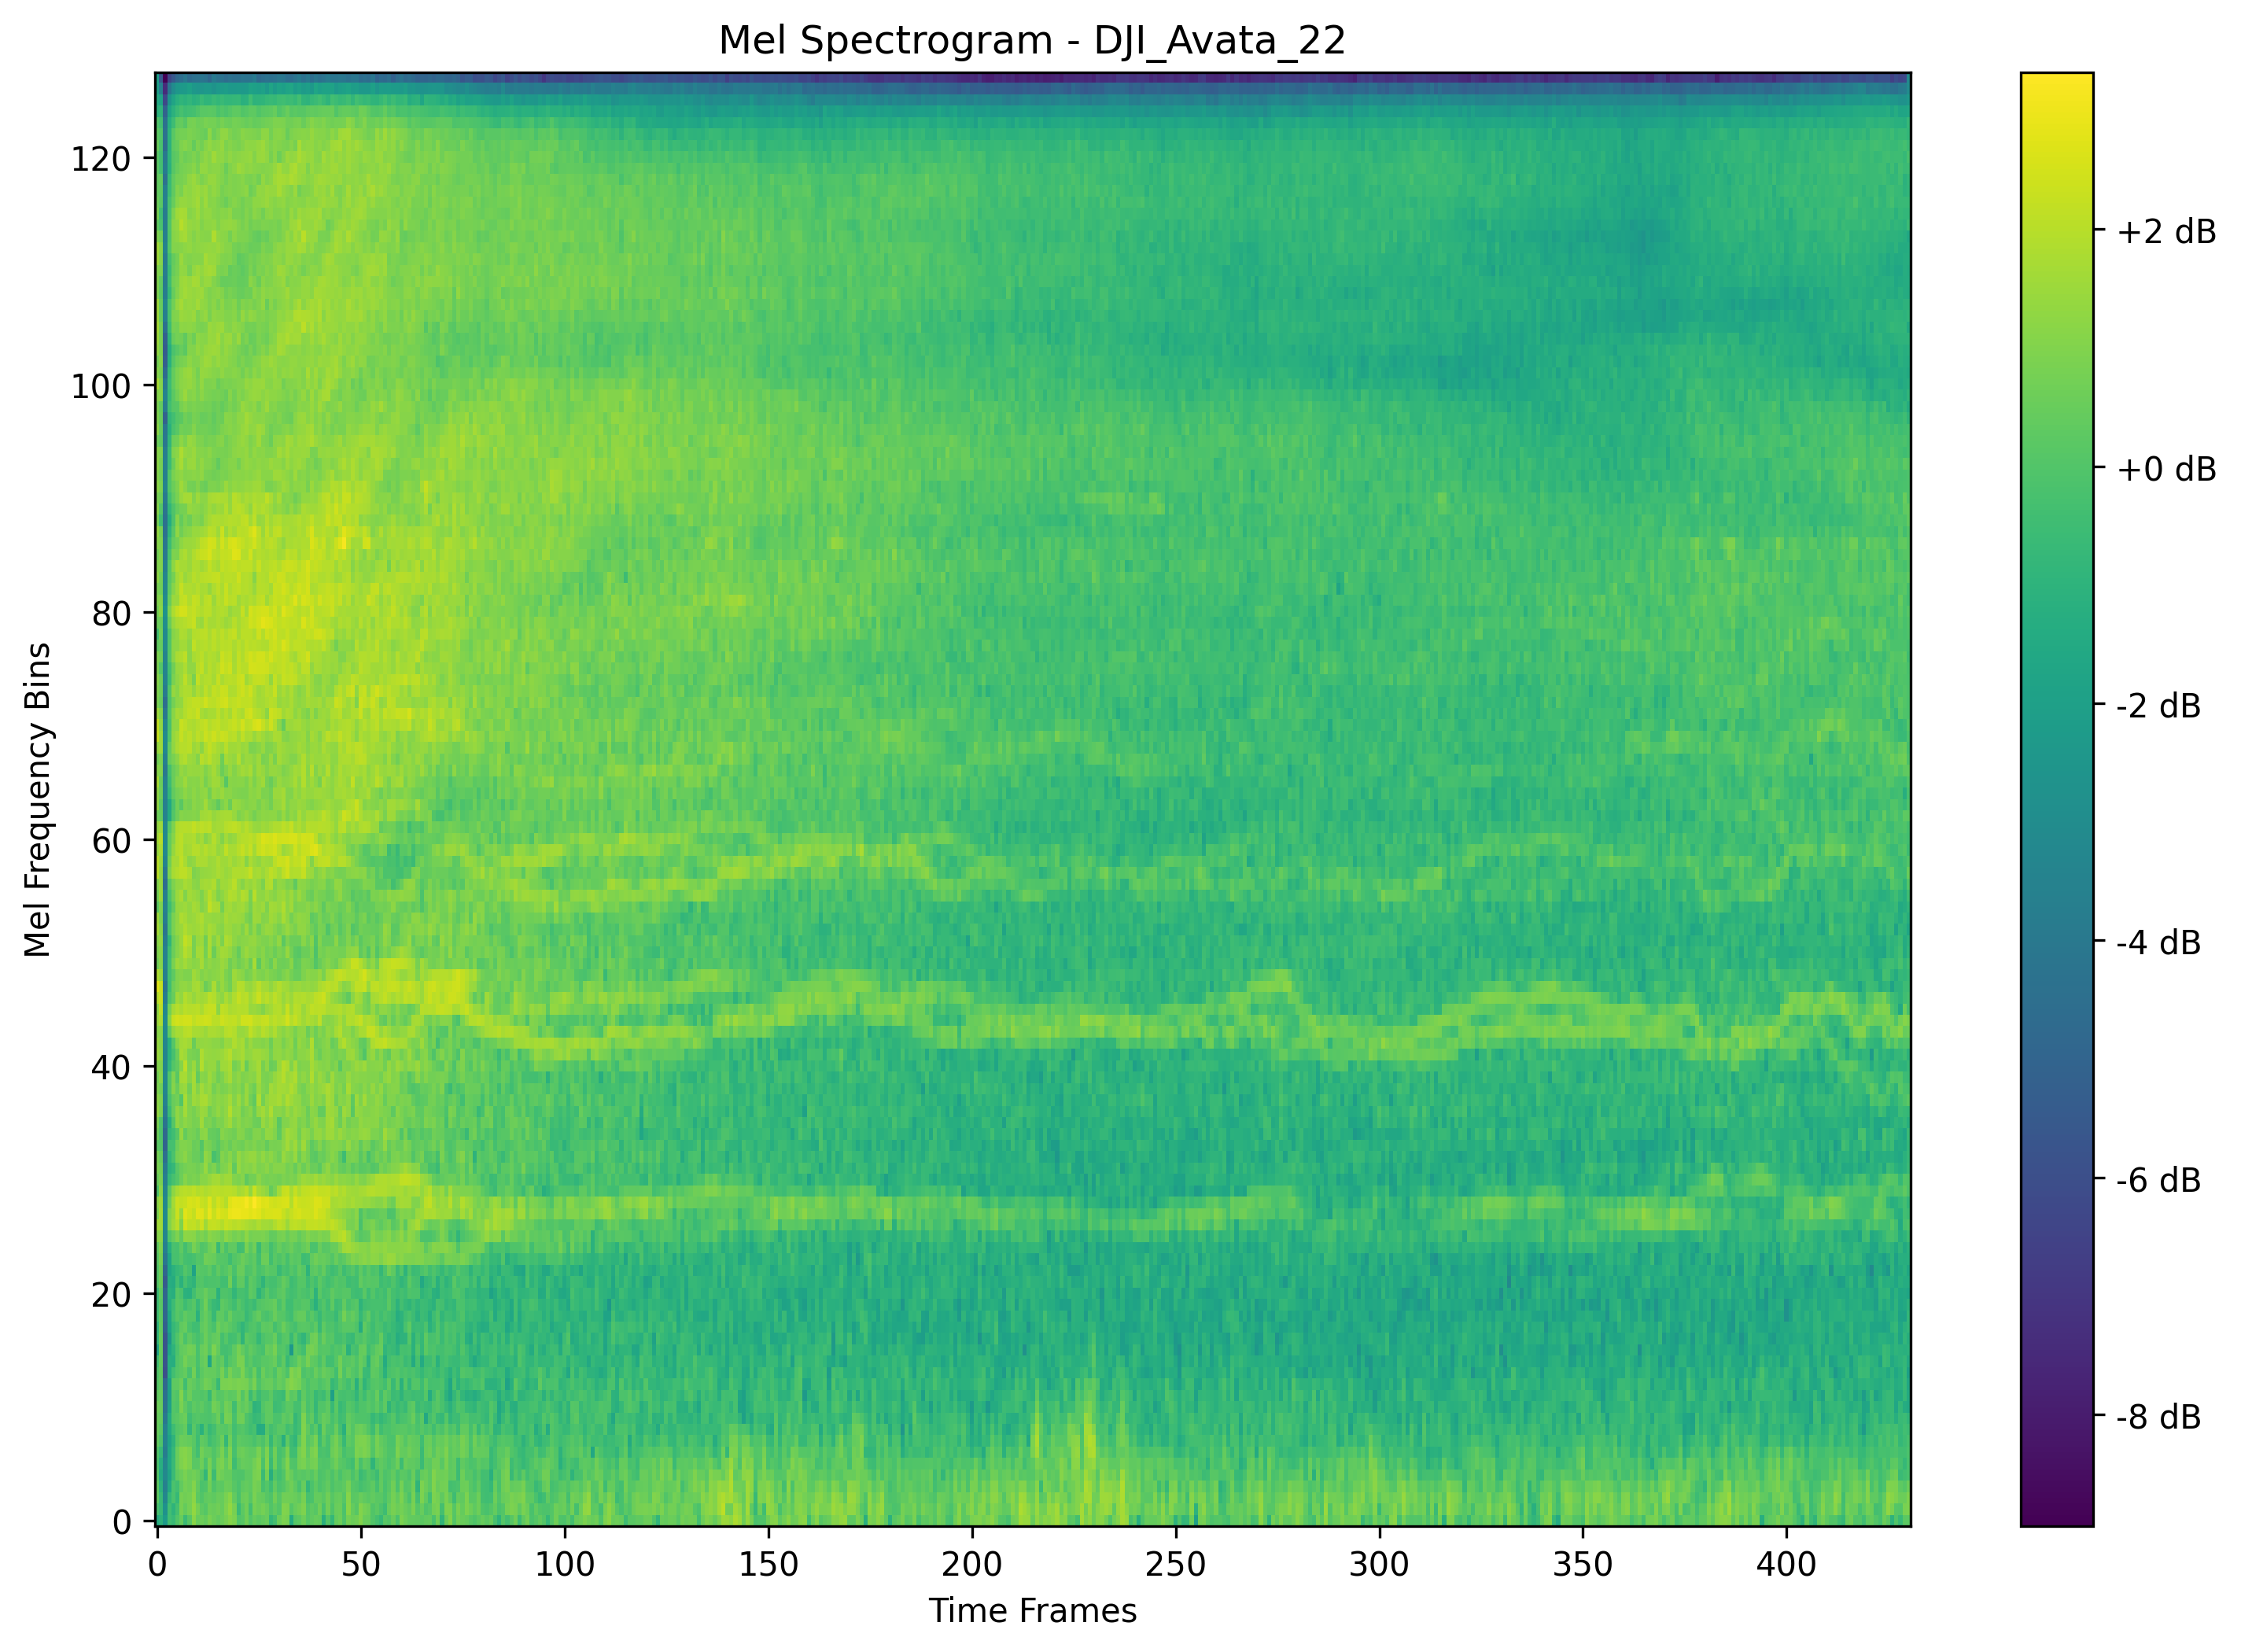 Mel Spectrogram - DJI_Avata_22
Mel Frequency Bins
120
100
80
60
40
20
0
0 50 100 150 200 250 300 350 400
Time Frames
+2 dB
+0 dB
-2 dB
-4 dB
-6 dB
-8 dB